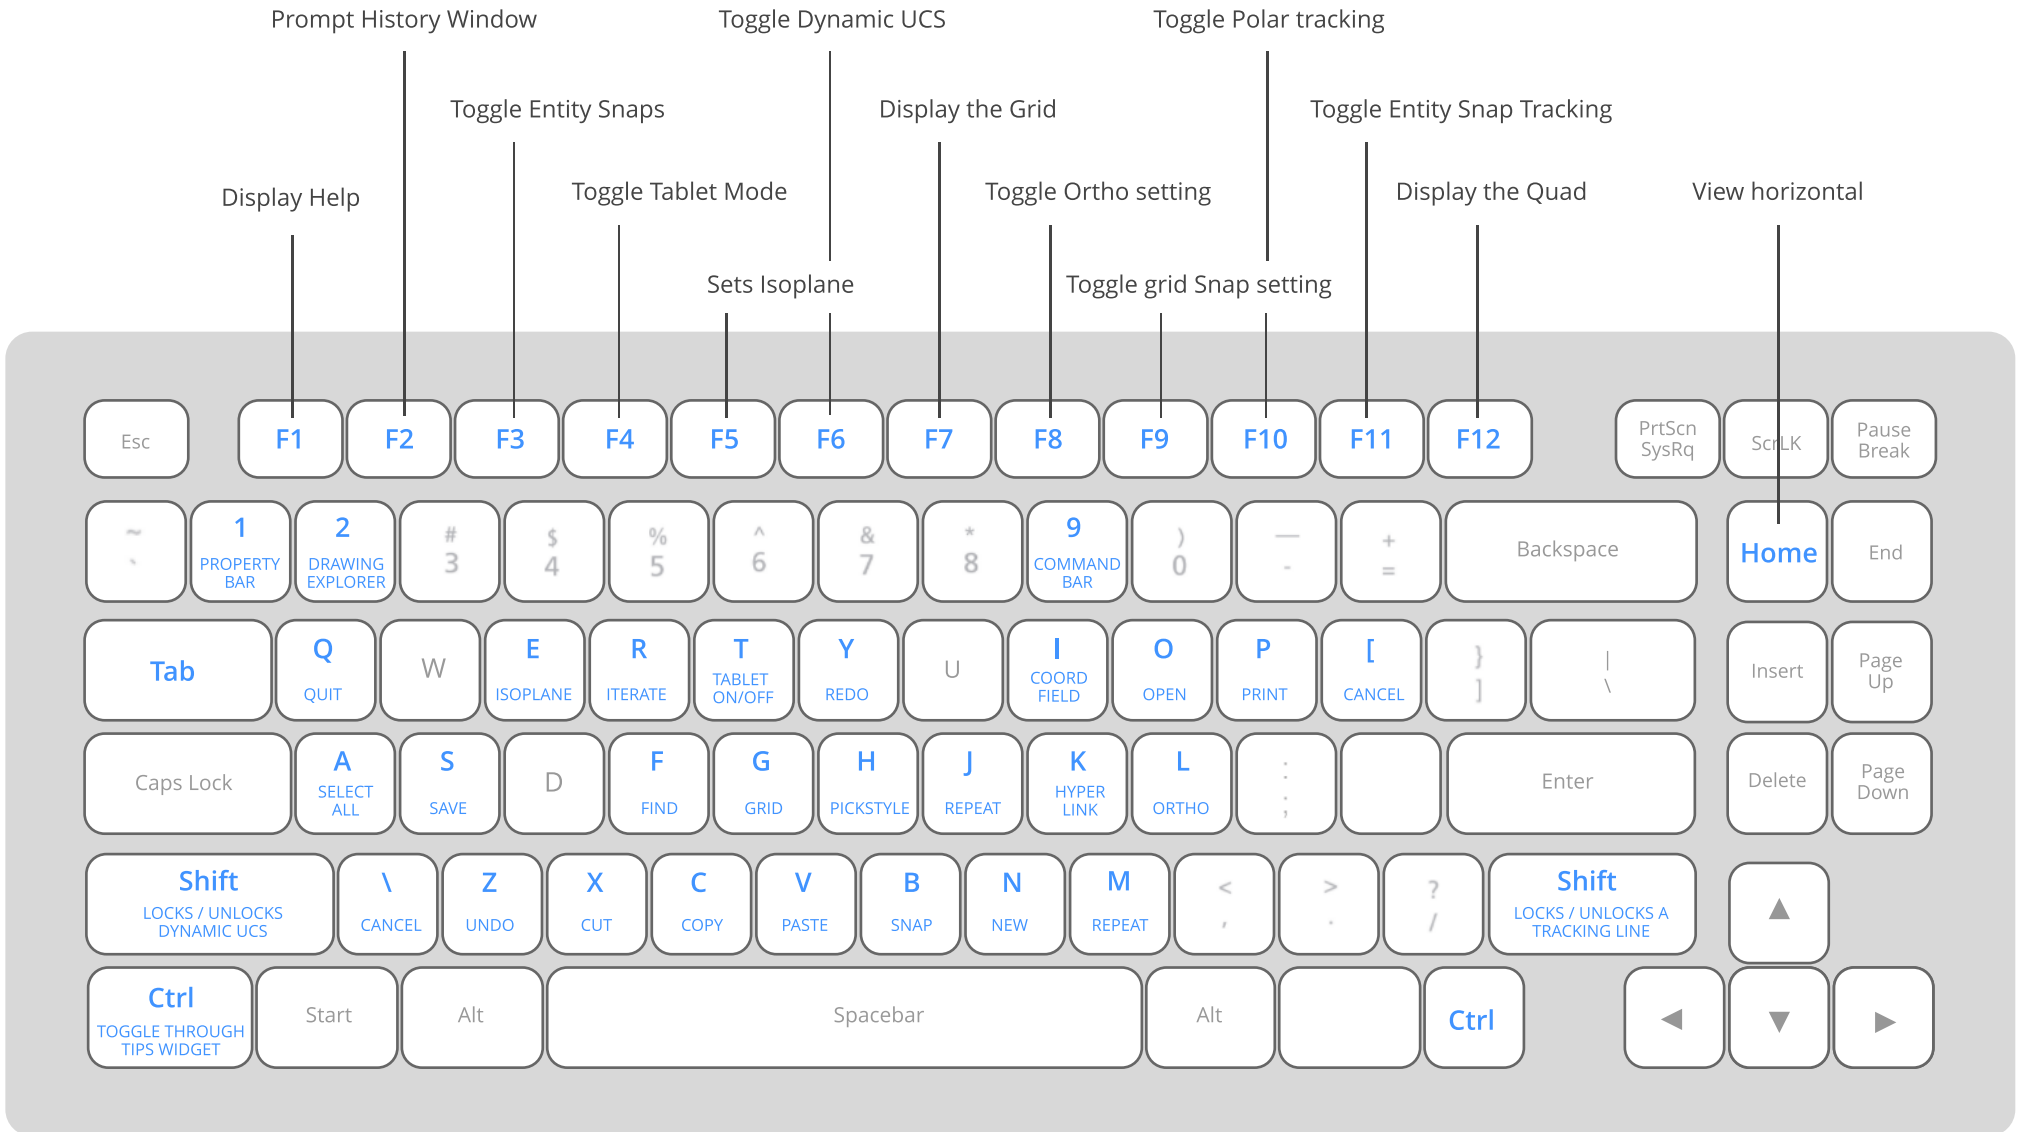 Prompt History Window
Toggle Dynamic UCS
Toggle Polar tracking
Toggle Entity Snaps
Display the Grid
Toggle Entity Snap Tracking
Display Help
Toggle Tablet Mode
Toggle Ortho setting
Display the Quad
View horizontal
Sets Isoplane
Toggle grid Snap setting
Esc
F1
F2
F3
F4
F5
F6
F7
F8
F9
F10
F11
F12
PrtScn
SysRq
ScrLK
Pause
Break
~
`
1
PROPERTY
BAR
2
DRAWING
EXPLORER
#
3
$
4
%
5
^
6
&
7
*
8
9
COMMAND
BAR
)
0
—
-
+
=
Backspace
Home
End
Tab
Q
QUIT
W
E
ISOPLANE
R
ITERATE
T
TABLET
ON/OFF
Y
REDO
U
I
COORD
FIELD
O
OPEN
P
PRINT
[
CANCEL
}
]
|
\
Insert
Page
Up
Caps Lock
A
SELECT
ALL
S
SAVE
D
F
FIND
G
GRID
H
PICKSTYLE
J
REPEAT
K
HYPER
LINK
L
ORTHO
:
;
Enter
Delete
Page
Down
Shift
LOCKS / UNLOCKS
DYNAMIC UCS
\
CANCEL
Z
UNDO
X
CUT
C
COPY
V
PASTE
B
SNAP
N
NEW
M
REPEAT
<
,
>
.
?
/
Shift
LOCKS / UNLOCKS A
TRACKING LINE
Ctrl
TOGGLE THROUGH
TIPS WIDGET
Start
Alt
Spacebar
Alt
Ctrl